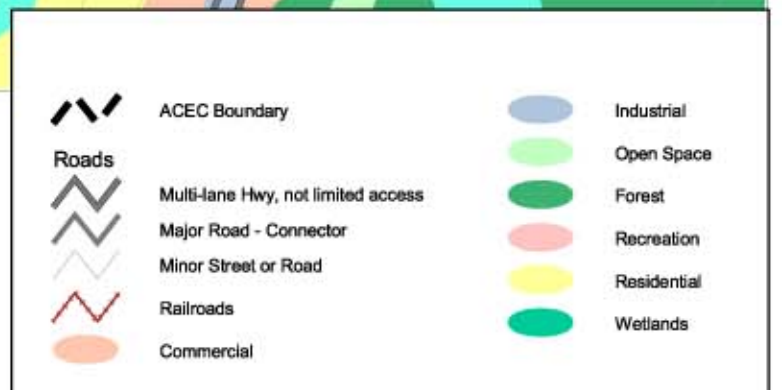 ACEC Boundary
Roads
Multi-lane Hwy, not limited access
Major Road - Connector
Minor Street or Road
Railroads
Commercial
Industrial
Open Space
Forest
Recreation
Residential
Wetlands